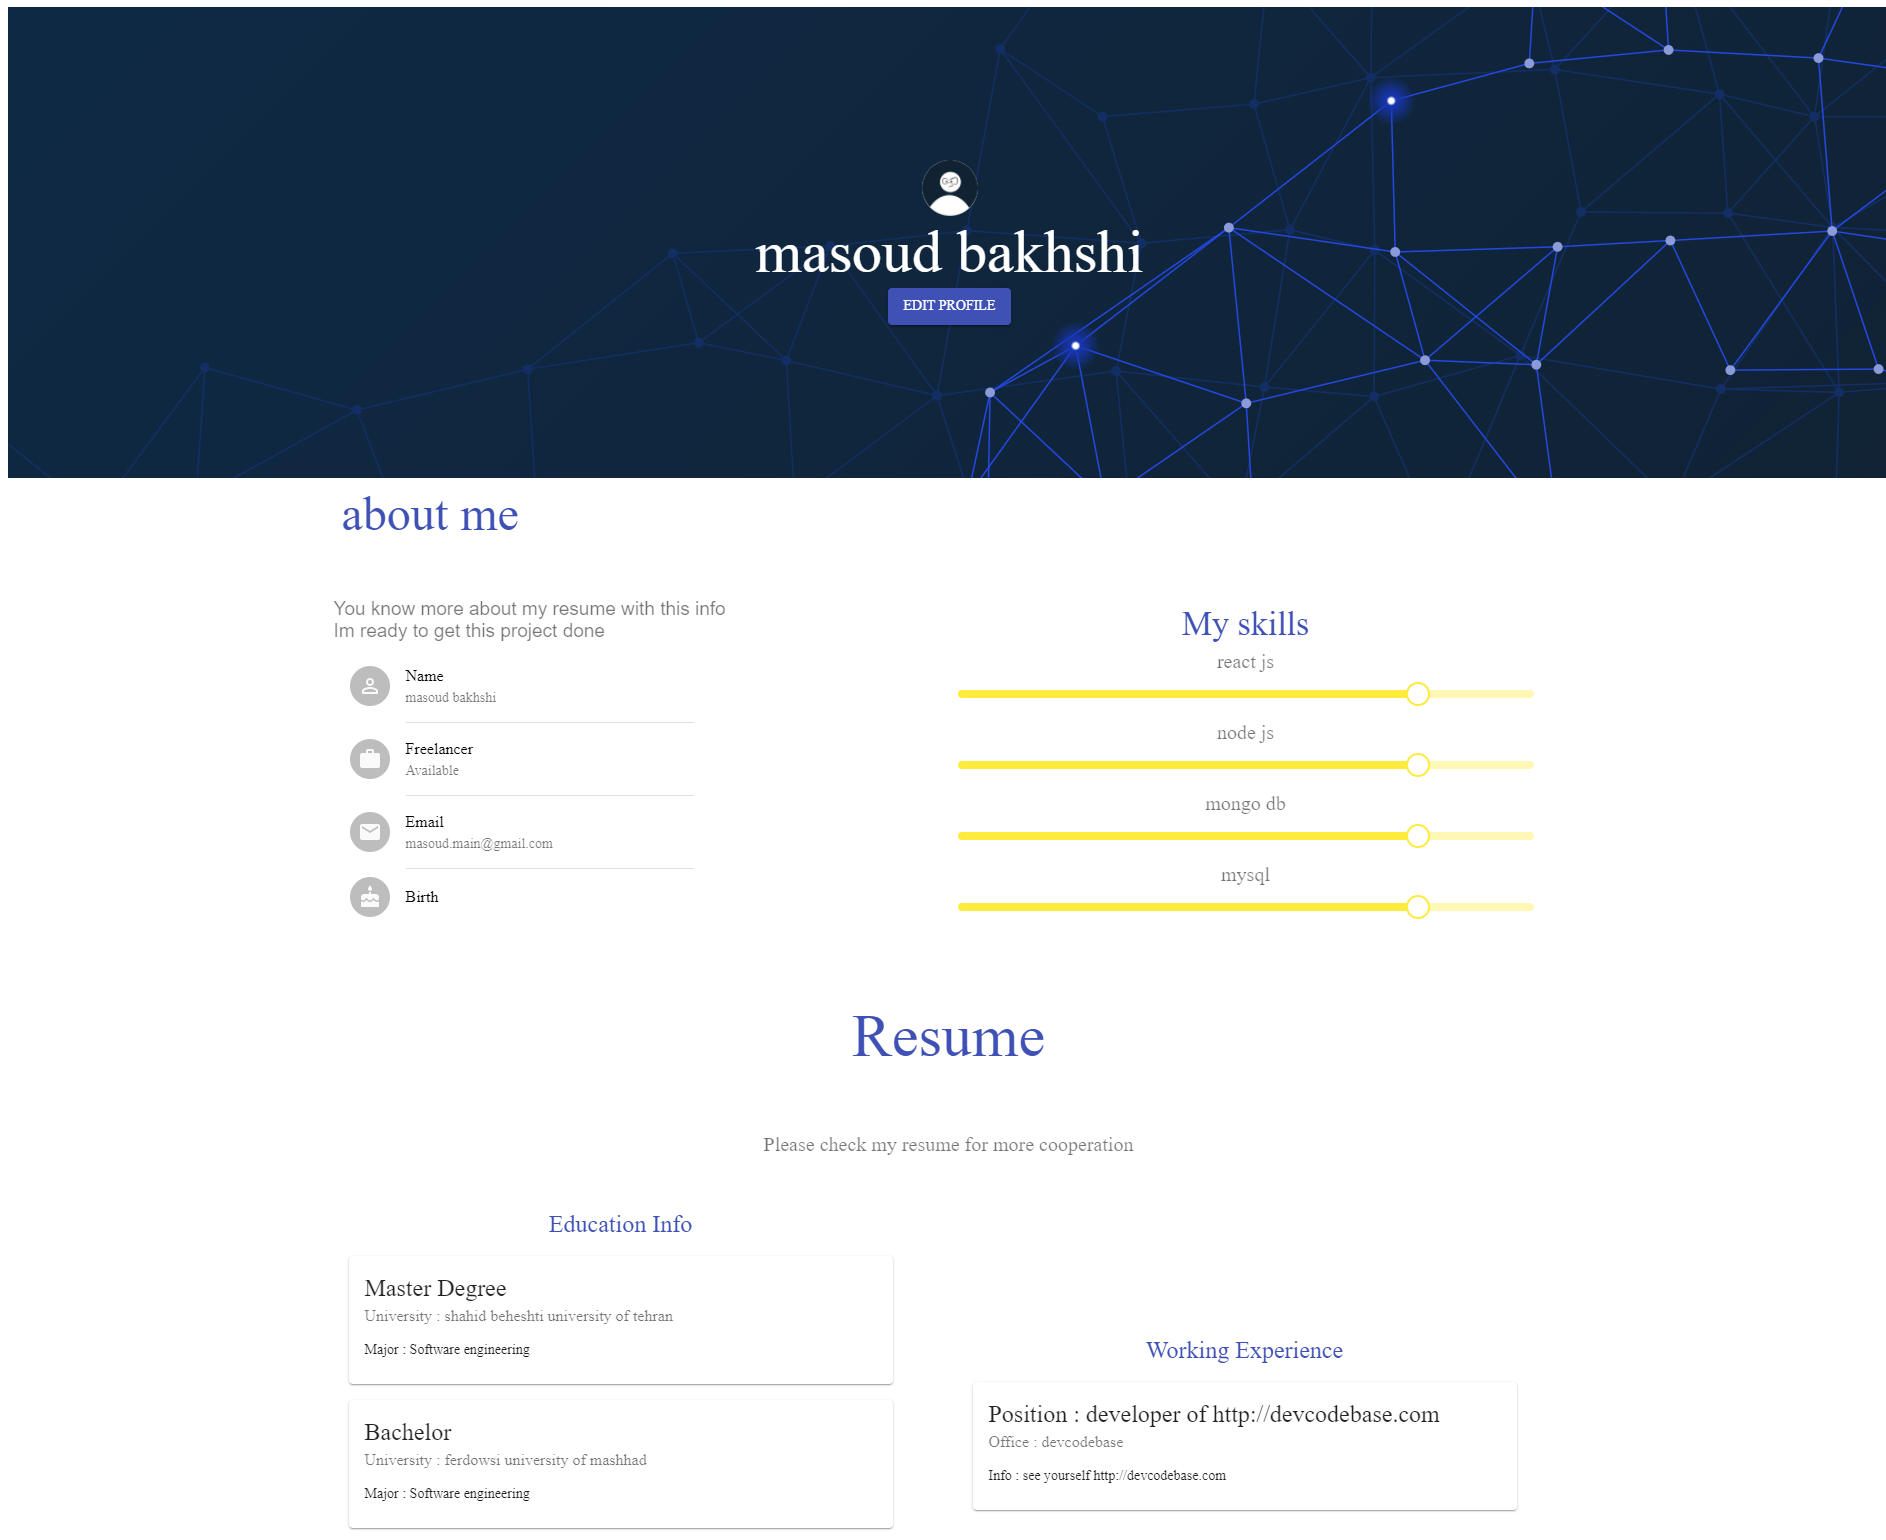 masoud bakhshi
EDIT PROFILE
about me
You know more about my resume with this info
Im ready to get this project done
Name
masoud bakhshi
Freelancer
Available
Email
masoud.main@gmail.com
Birth
My skills
react js
node js
mongo db
mysql
Resume
Please check my resume for more cooperation
Education Info
Master Degree
University : shahid beheshti university of tehran
Major : Software engineering
Bachelor
University : ferdowsi university of mashhad
Major : Software engineering
Working Experience
Position : developer of http://devcodebase.com
Office : devcodebase
Info : see yourself http://devcodebase.com